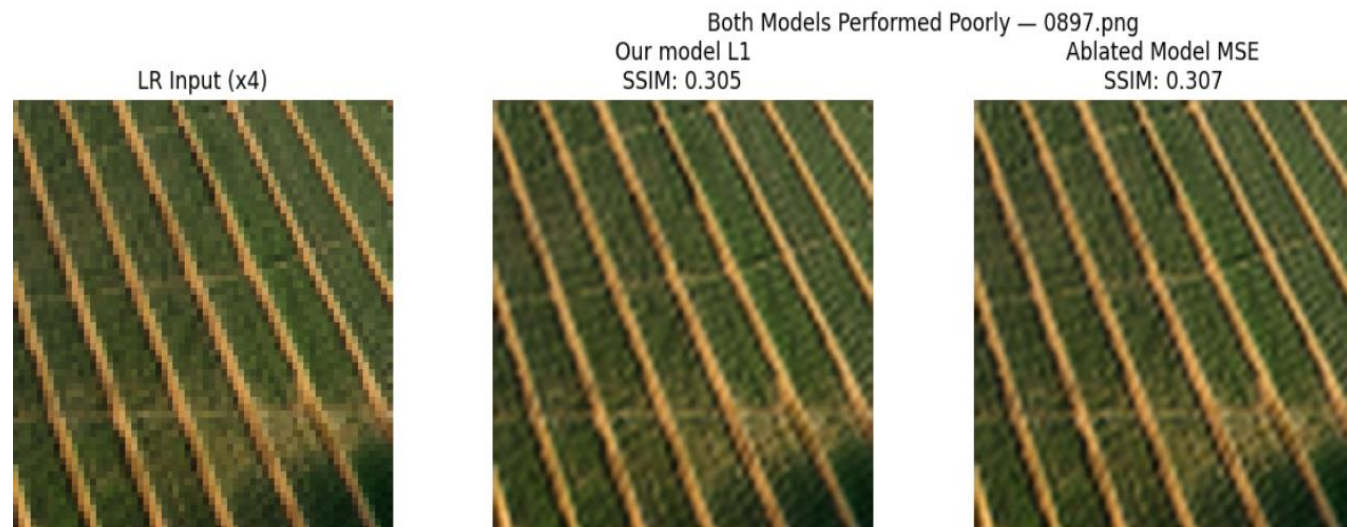 Both Models Performed Poorly — 0897.png
LR Input (x4)
Our model L1
SSIM: 0.305
Ablated Model MSE
SSIM: 0.307